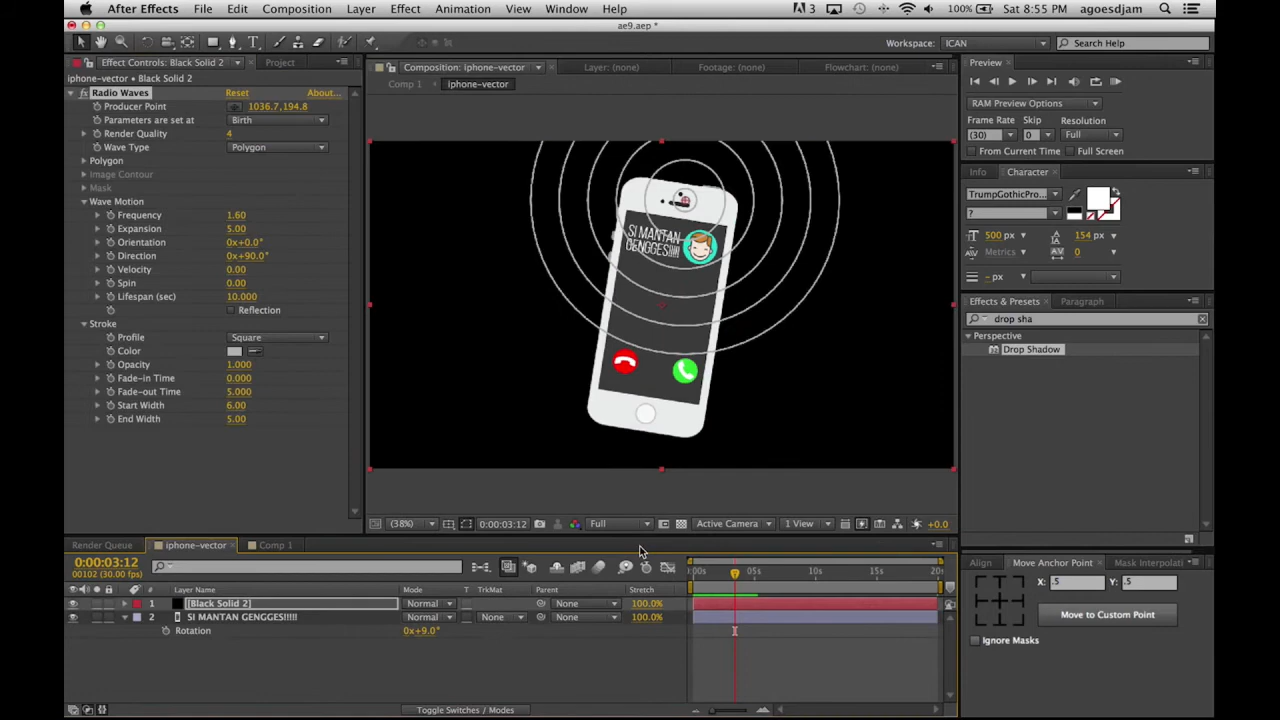 After Effects File Edit Composition Layer Effect Animation View Window Help 3 100% Sat 8:55 PM agoesdjam
ae9.aep *
Workspace: ICAN Search Help
Effect Controls: Black Solid 2 Project
iphone-vector • Black Solid 2
Radio Waves Reset About...
Producer Point 1036.7,194.8
Parameters are set at Birth
Render Quality 4
Wave Type Polygon
Polygon
Image Contour
Mask
Wave Motion
Frequency 1.60
Expansion 5.00
Orientation 0x+0.0°
Direction 0x+90.0°
Velocity 0.00
Spin 0.00
Lifespan (sec) 10.000
Reflection
Stroke
Profile Square
Color
Opacity 1.000
Fade-in Time 0.000
Fade-out Time 5.000
Start Width 6.00
End Width 5.00
Composition: iphone-vector Layer: (none) Footage: (none) Flowchart: (none)
Comp 1 iphone-vector
SI MANTAN
GENGGES!!!!!
(38%) 0:00:03:12 Full Active Camera 1 View +0.0
Preview
RAM Preview Options
Frame Rate Skip Resolution
(30) 0 Full
From Current Time Full Screen
Info Character
TrumpGothicPro...
?
500 px 154 px
Metrics 0
- px
Effects & Presets Paragraph
drop sha
Perspective
Drop Shadow
Render Queue iphone-vector Comp 1
0:00:03:12
00102 (30.00 fps)
:00s 05s 10s 15s 20s
# Layer Name Mode T TrkMat Parent Stretch
1 [Black Solid 2] Normal None 100.0%
2 SI MANTAN GENGGES!!!!! Normal None None 100.0%
Rotation 0x+9.0°
Toggle Switches / Modes
Align Move Anchor Point Mask Interpolati
X: .5 Y: .5
Move to Custom Point
Ignore Masks